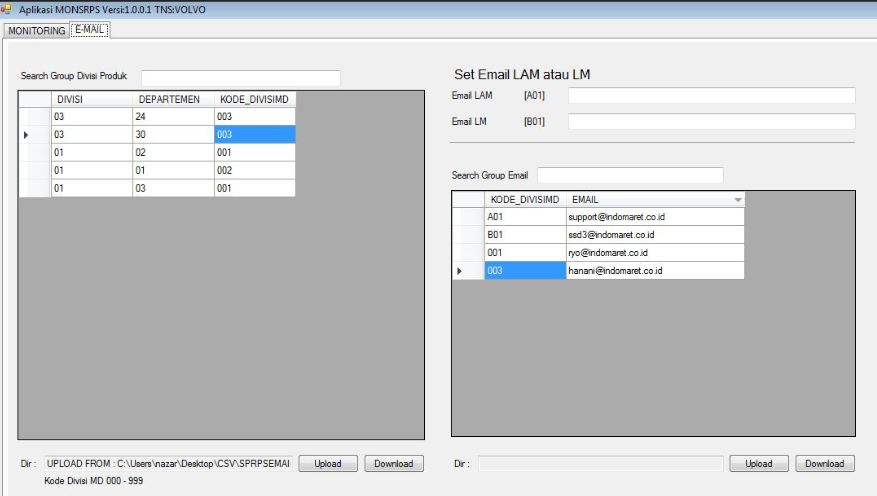 Aplikasi MONSRPS Versi:1.0.0.1 TNS:VOLVO
MONITORING E-MAIL
Search Group Divisi Produk
DIVISI DEPARTEMEN KODE_DIVISIMD
03 24 003
03 30 003
01 02 001
01 01 002
01 03 001
Dir : UPLOAD FROM : C:\Users\nazar\Desktop\CSV\SPRPSEMAI Upload Download
Kode Divisi MD 000 - 999
Set Email LAM atau LM
Email LAM [A01]
Email LM [B01]
Search Group Email
KODE_DIVISIMD EMAIL
A01 support@indomaret.co.id
B01 ssd3@indomaret.co.id
001 ryo@indomaret.co.id
003 hanani@indomaret.co.id
Dir : Upload Download